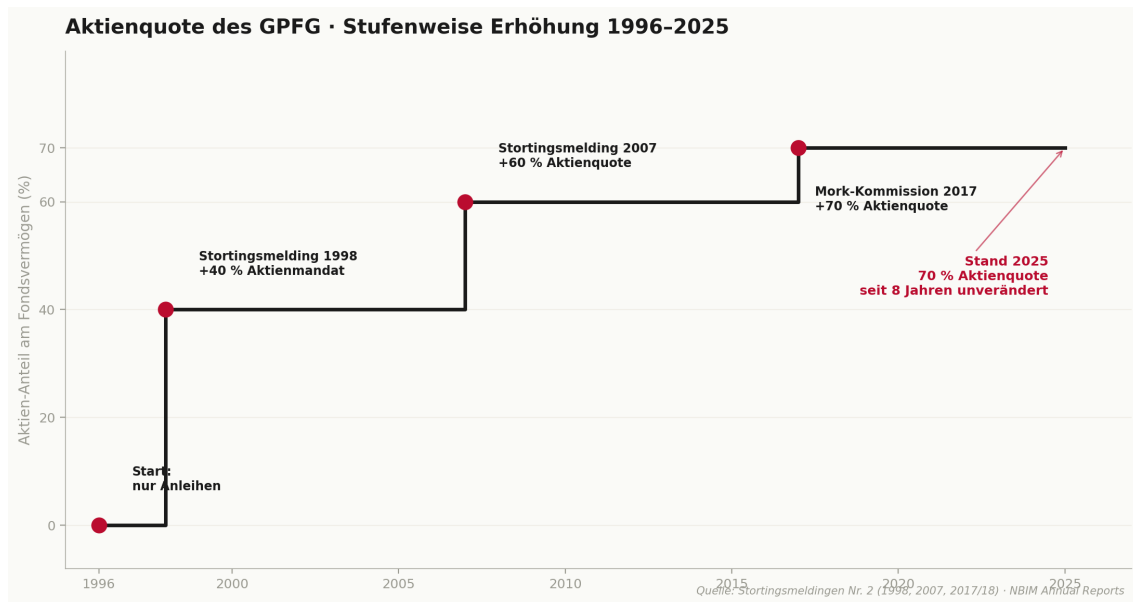 Aktienquote des GPFG · Stufenweise Erhöhung 1996–2025
Aktien-Anteil am Fondsvermögen (%)
70
60
40
20
0
Stortingsmeldung 2007
+60 % Aktienquote
Mork-Kommission 2017
+70 % Aktienquote
Stortingsmelding 1998
+40 % Aktienmandat
Stand 2025
70 % Aktienquote
seit 8 Jahren unverändert
Start:
nur Anleihen
1996
2000
2005
2010
2015
2020
2025
Quelle: Stortingsmeldingen Nr. 2 (1998, 2007, 2017/18) · NBIM Annual Reports